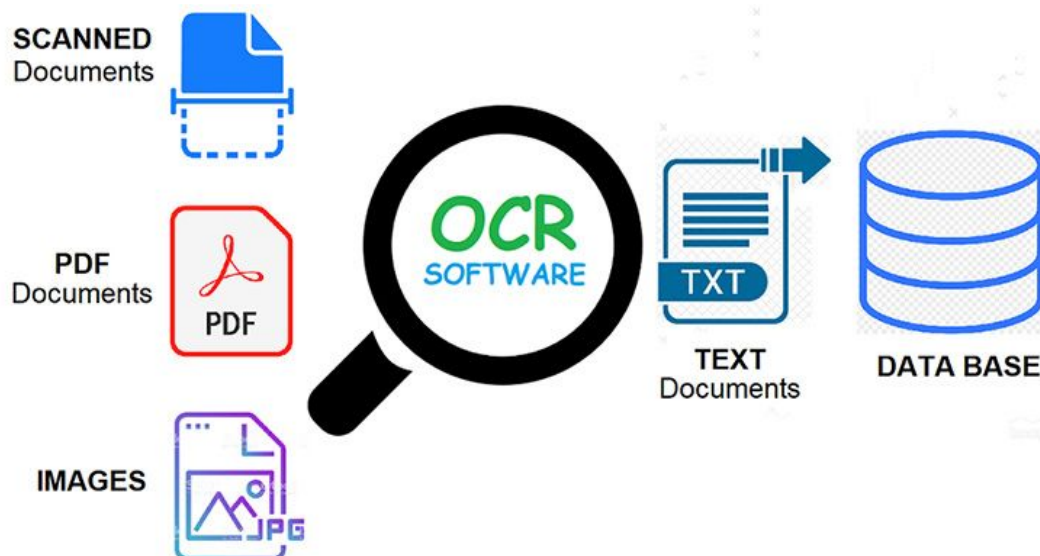 SCANNED
Documents
PDF
Documents
PDF
IMAGES
JPG
OCR
SOFTWARE
TXT
TEXT
Documents
DATA BASE